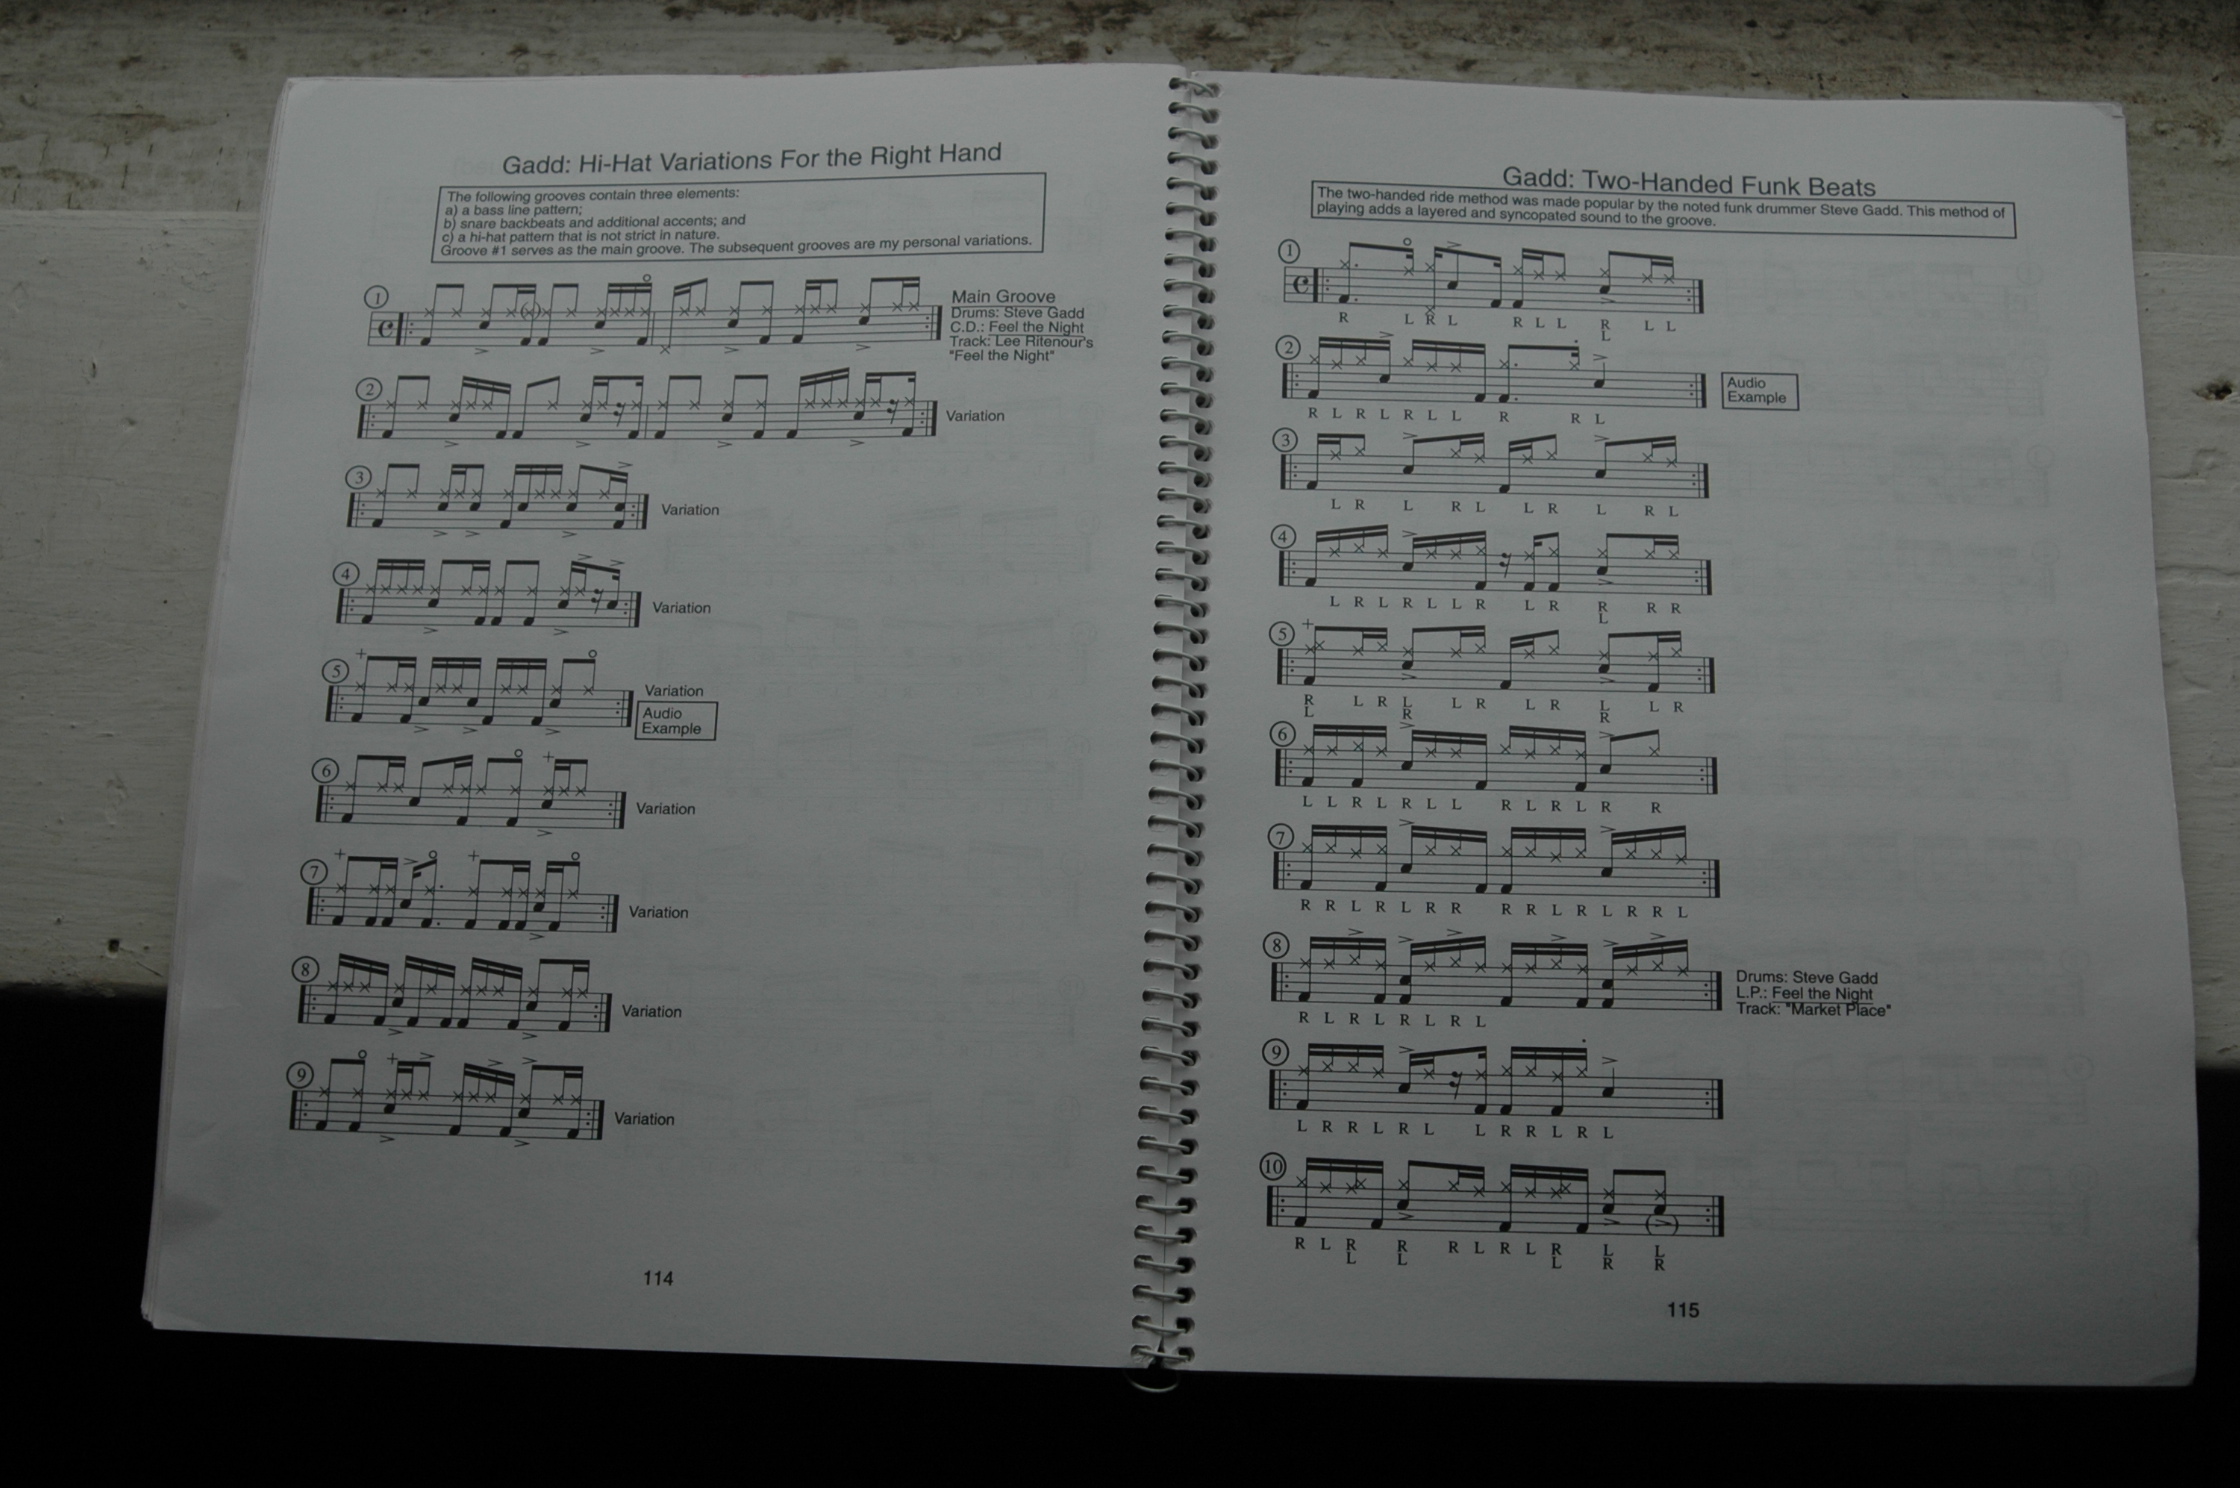 Gadd: Hi-Hat Variations For the Right Hand
The following grooves contain three elements:
a) a bass line pattern;
b) snare backbeats and additional accents; and
c) a hi-hat pattern that is not strict in nature.
Groove #1 serves as the main groove. The subsequent grooves are my personal variations.
1
Main Groove
Drums: Steve Gadd
C.D.: Feel the Night
Track: Lee Ritenour's
"Feel the Night"
2
Variation
3
Variation
4
Variation
5
Variation
Audio
Example
6
Variation
7
Variation
8
Variation
9
Variation
114
Gadd: Two-Handed Funk Beats
The two-handed ride method was made popular by the noted funk drummer Steve Gadd. This method of
playing adds a layered and syncopated sound to the groove.
1
R L R L R L L R L L
L
2
Audio
Example
R L R L R L L R R L
3
L R L R L L R L R L
4
L R L R L L R L R R R R
L
5
R L R L L R L R L L R
L R R
6
L L R L R L L R L R L R R
7
R R L R L R R R R L R L R R L
8
Drums: Steve Gadd
L.P.: Feel the Night
Track: "Market Place"
R L R L R L R L
9
L R R L R L L R R L R L
10
R L R R R L R L R L L
L L L R R
115